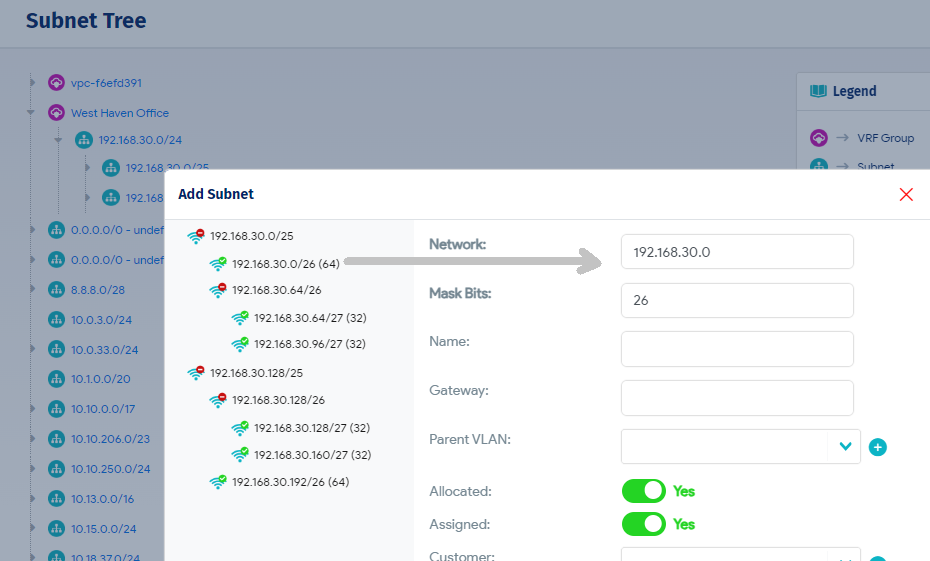 Subnet Tree
vpc-f6efd391
West Haven Office
192.168.30.0/24
192.168.30.0/25
192.168
0.0.0.0/0 - undef
0.0.0.0/0 - undef
8.8.8.0/28
10.0.3.0/24
10.0.33.0/24
10.1.0.0/20
10.10.0.0/17
10.10.206.0/23
10.10.250.0/24
10.13.0.0/16
10.15.0.0/24
10.18.37.0/24
Legend
VRF Group
Subnet
Add Subnet
192.168.30.0/25
192.168.30.0/26 (64)
192.168.30.64/26
192.168.30.64/27 (32)
192.168.30.96/27 (32)
192.168.30.128/25
192.168.30.128/26
192.168.30.128/27 (32)
192.168.30.160/27 (32)
192.168.30.192/26 (64)
Network: 192.168.30.0
Mask Bits: 26
Name:
Gateway:
Parent VLAN:
Allocated: Yes
Assigned: Yes
Customer: